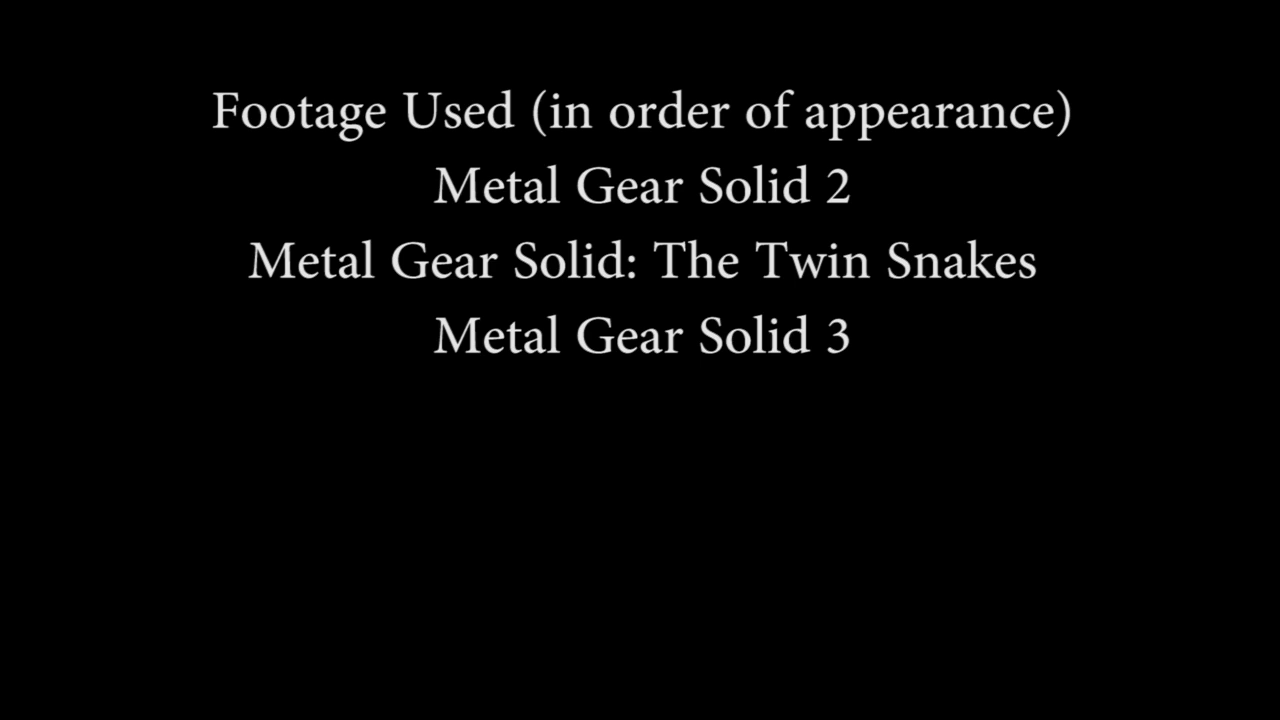 Footage Used (in order of appearance)
Metal Gear Solid 2
Metal Gear Solid: The Twin Snakes
Metal Gear Solid 3